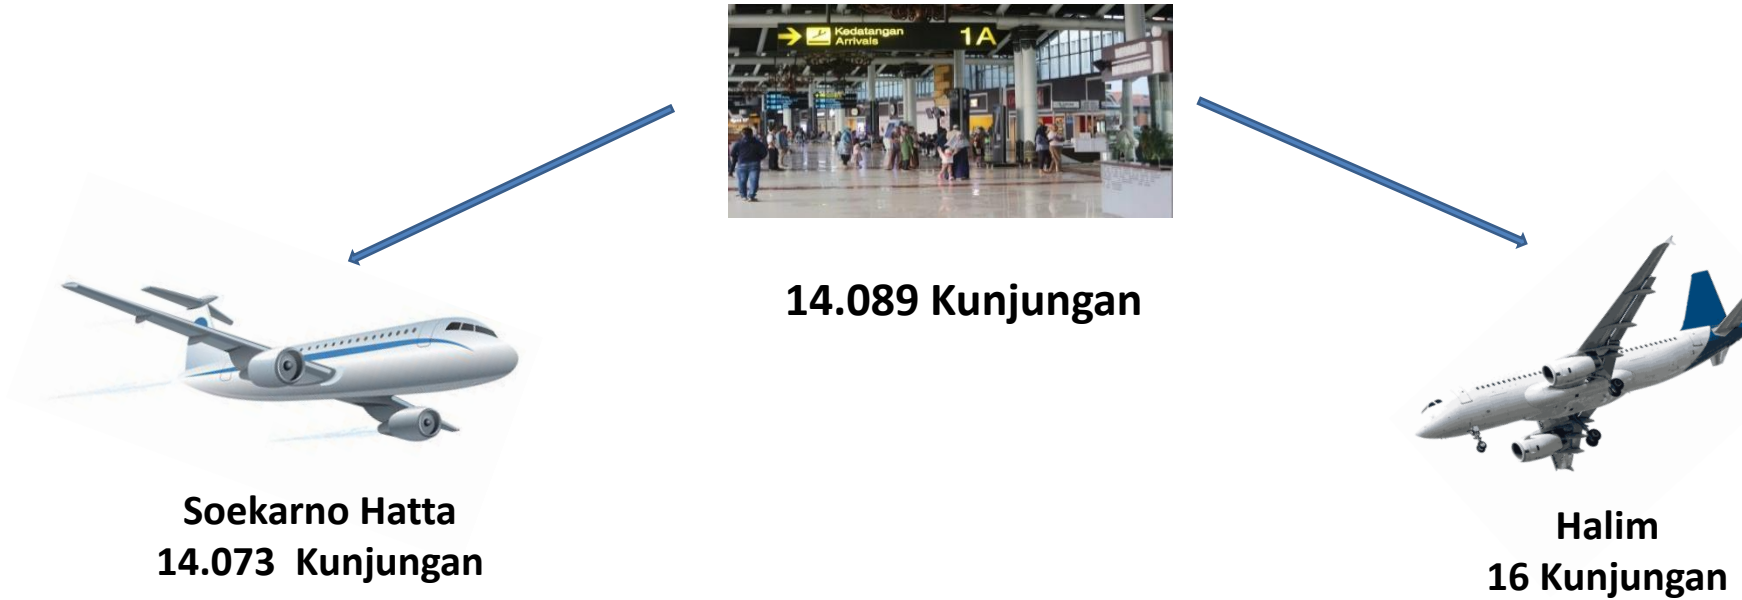 Kedatangan
Arrivals
1A
14.089 Kunjungan
Soekarno Hatta
14.073 Kunjungan
Halim
16 Kunjungan